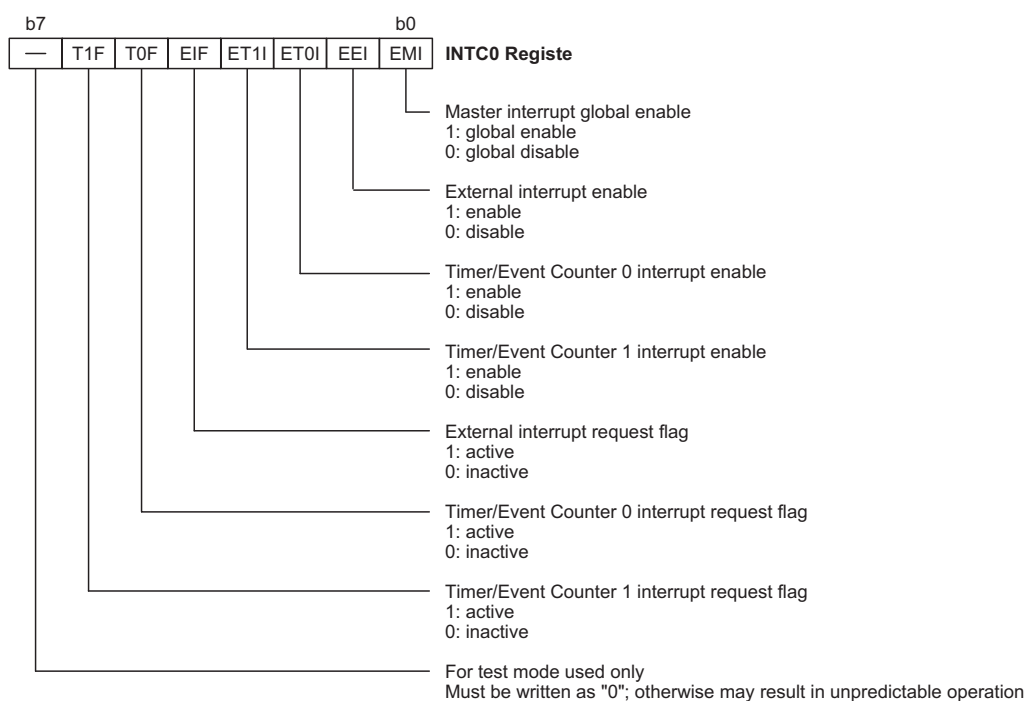 b7 b0
— T1F T0F EIF ET1I ET0I EEI EMI INTC0 Registe
Master interrupt global enable
1: global enable
0: global disable
External interrupt enable
1: enable
0: disable
Timer/Event Counter 0 interrupt enable
1: enable
0: disable
Timer/Event Counter 1 interrupt enable
1: enable
0: disable
External interrupt request flag
1: active
0: inactive
Timer/Event Counter 0 interrupt request flag
1: active
0: inactive
Timer/Event Counter 1 interrupt request flag
1: active
0: inactive
For test mode used only
Must be written as "0"; otherwise may result in unpredictable operation